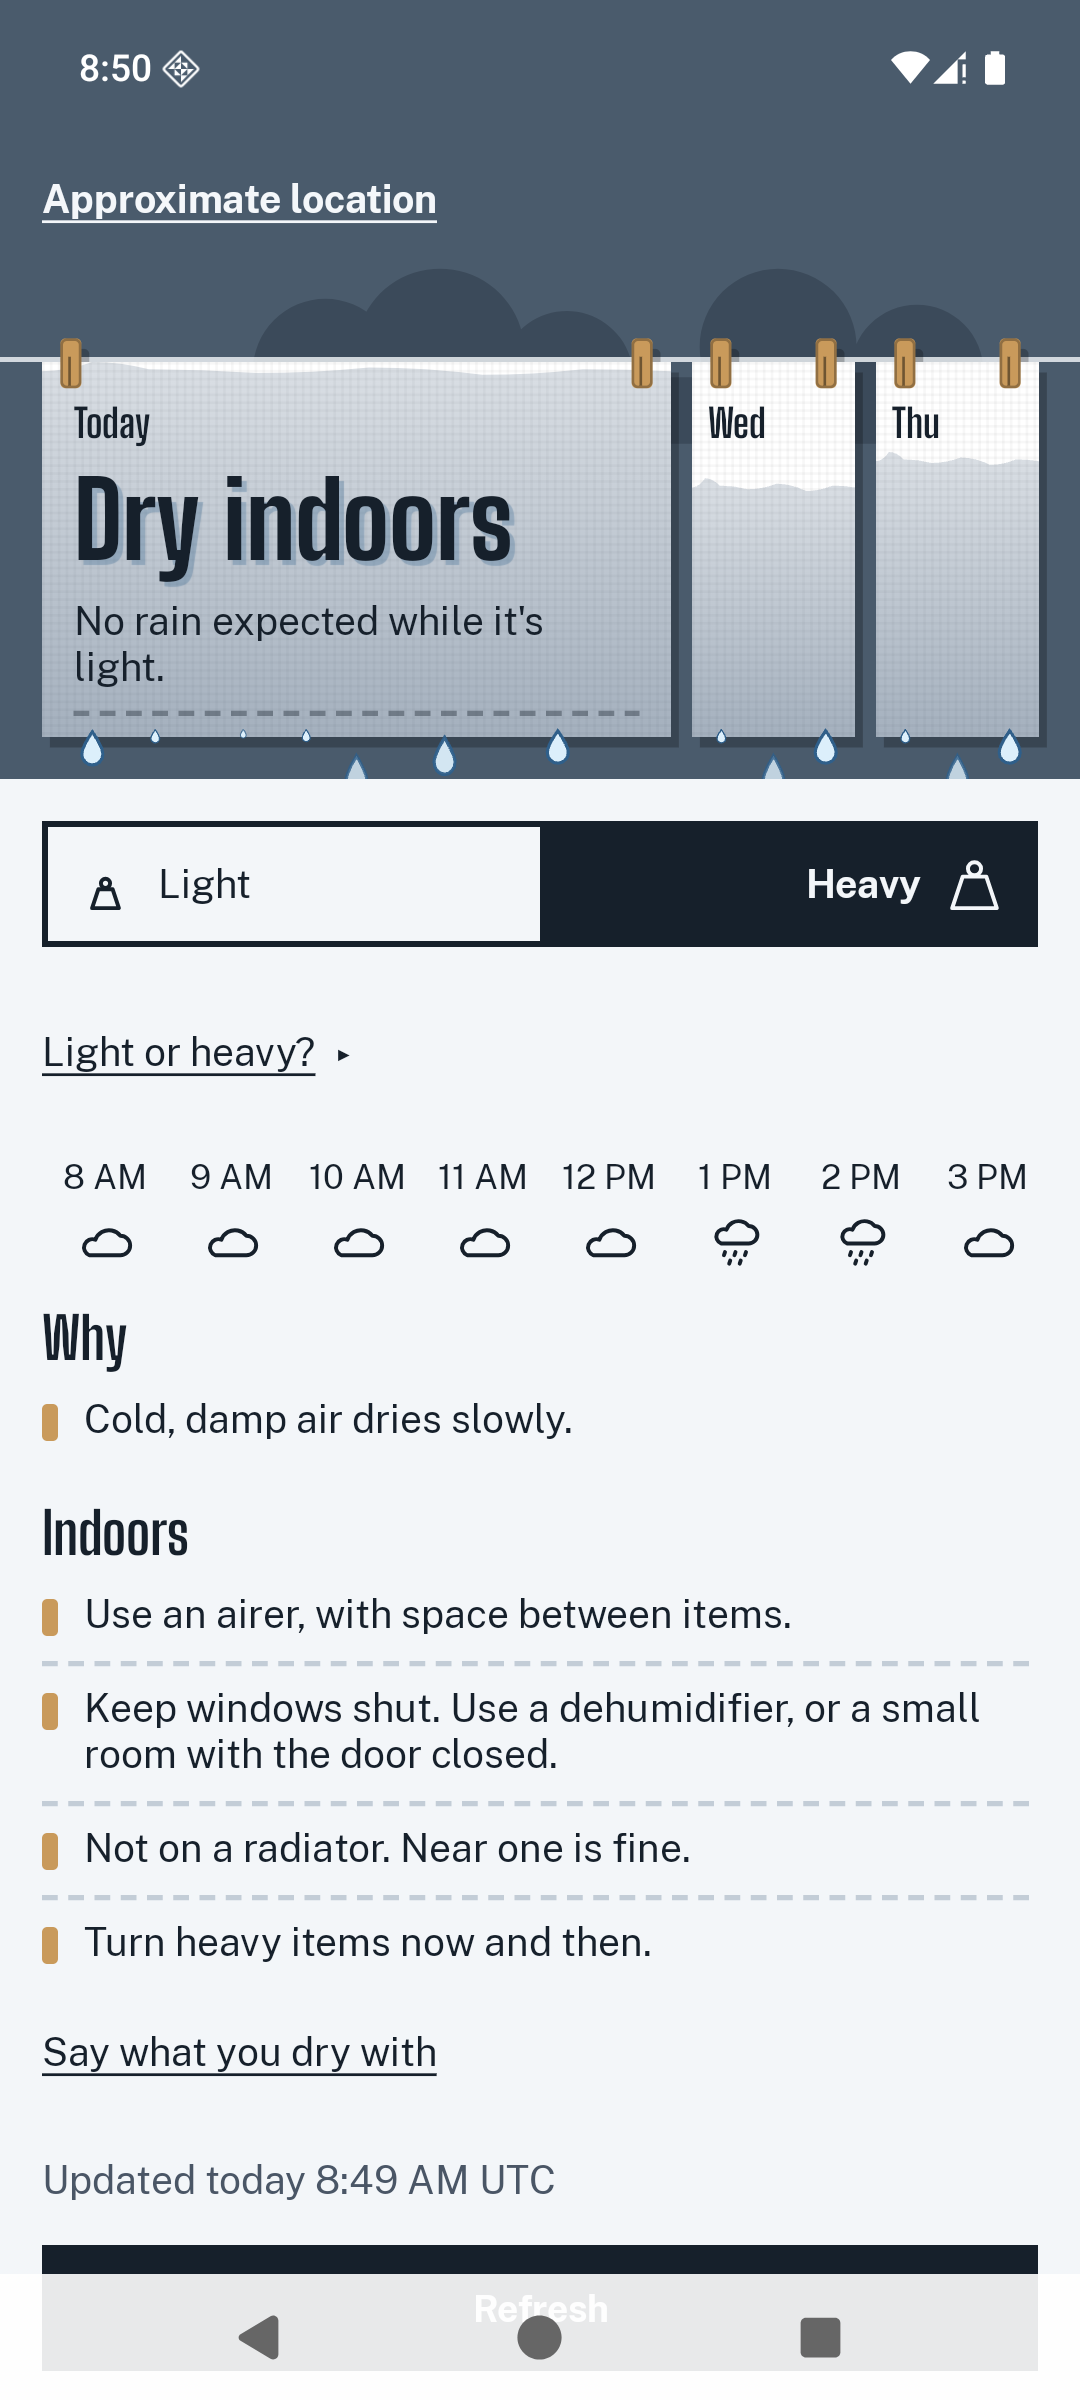 8:50
Approximate location
Today
Wed
Thu
Dry indoors
No rain expected while it's
light.
Light
Heavy
Light or heavy? ▸
8 AM 9 AM 10 AM 11 AM 12 PM 1 PM 2 PM 3 PM
Why
Cold, damp air dries slowly.
Indoors
Use an airer, with space between items.
Keep windows shut. Use a dehumidifier, or a small
room with the door closed.
Not on a radiator. Near one is fine.
Turn heavy items now and then.
Say what you dry with
Updated today 8:49 AM UTC
Refresh